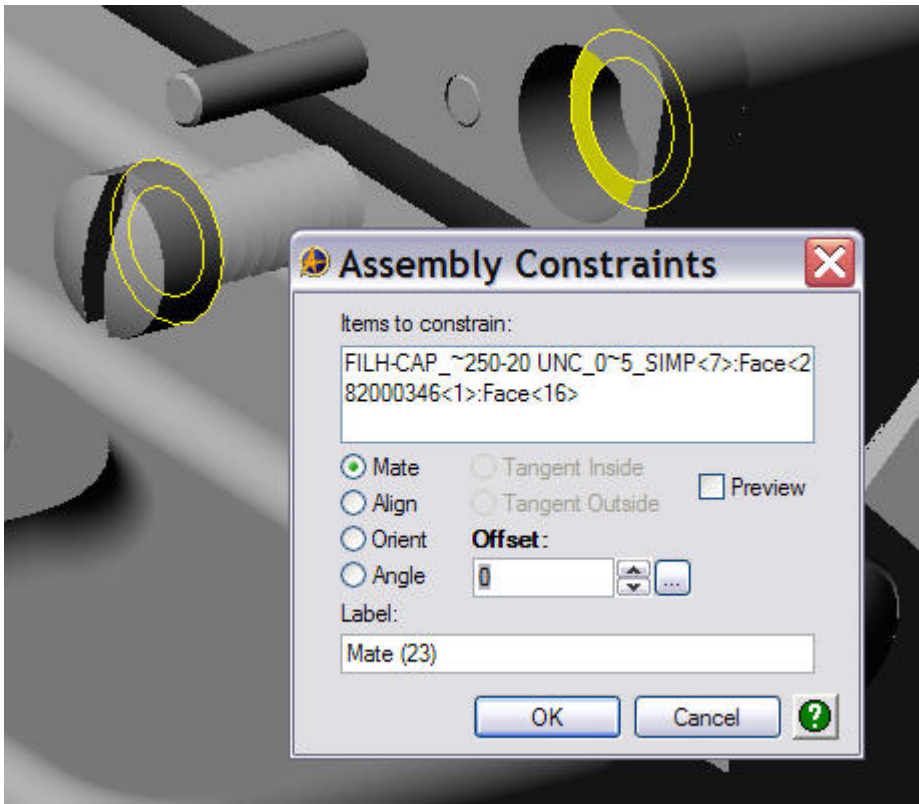 Assembly Constraints
Items to constrain:
FILH-CAP_~250-20 UNC_0~5_SIMP<7>:Face<2
82000346<1>:Face<16>
Mate
Tangent Inside
Preview
Align
Tangent Outside
Orient
Offset:
Angle
0
...
Label:
Mate (23)
OK
Cancel
?